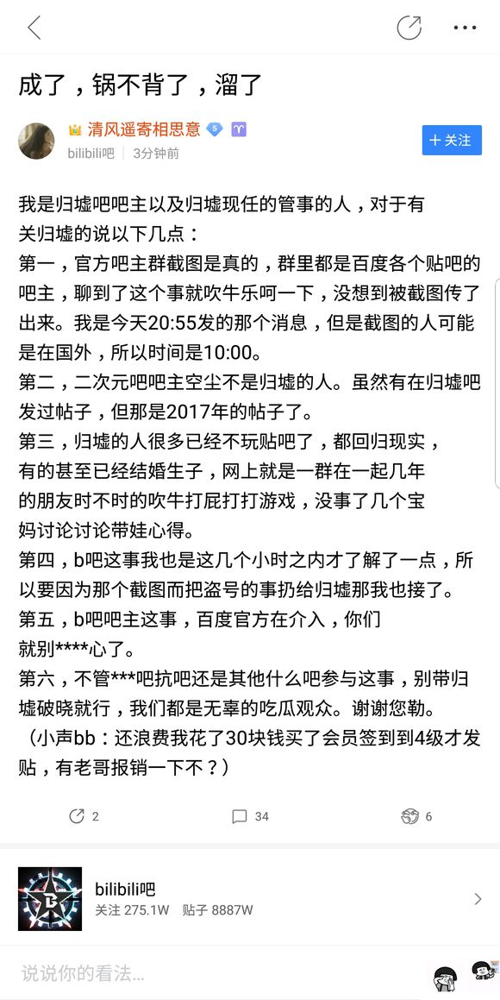 成了，锅不背了，溜了
清风遥寄相思意 5
bilibili吧 3分钟前
+ 关注
我是归墟吧吧主以及归墟现任的管事的人，对于有
关归墟的说以下几点：
第一，官方吧主群截图是真的，群里都是百度各个贴吧的
吧主，聊到了这个事就吹牛乐呵一下，没想到被截图传了
出来。我是今天20:55发的那个消息，但是截图的人可能
是在国外，所以时间是10:00。
第二，二次元吧吧主空尘不是归墟的人。虽然有在归墟吧
发过帖子，但那是2017年的帖子了。
第三，归墟的人很多已经不玩贴吧了，都回归现实，
有的甚至已经结婚生子，网上就是一群在一起几年
的朋友时不时的吹牛打屁打打游戏，没事了几个宝
妈讨论讨论带娃心得。
第四，b吧这事我也是这几个小时之内才了解了一点，所
以要因为那个截图而把盗号的事扔给归墟那我也接了。
第五，b吧吧主这事，百度官方在介入，你们
就别****心了。
第六，不管***吧抗吧还是其他什么吧参与这事，别带归
墟破晓就行，我们都是无辜的吃瓜观众。谢谢您勒。
（小声bb：还浪费我花了30块钱买了会员签到到4级才发
贴，有老哥报销一下不？）
2 34 6
B
bilibili吧
关注 275.1W 贴子 8887W
说说你的看法...